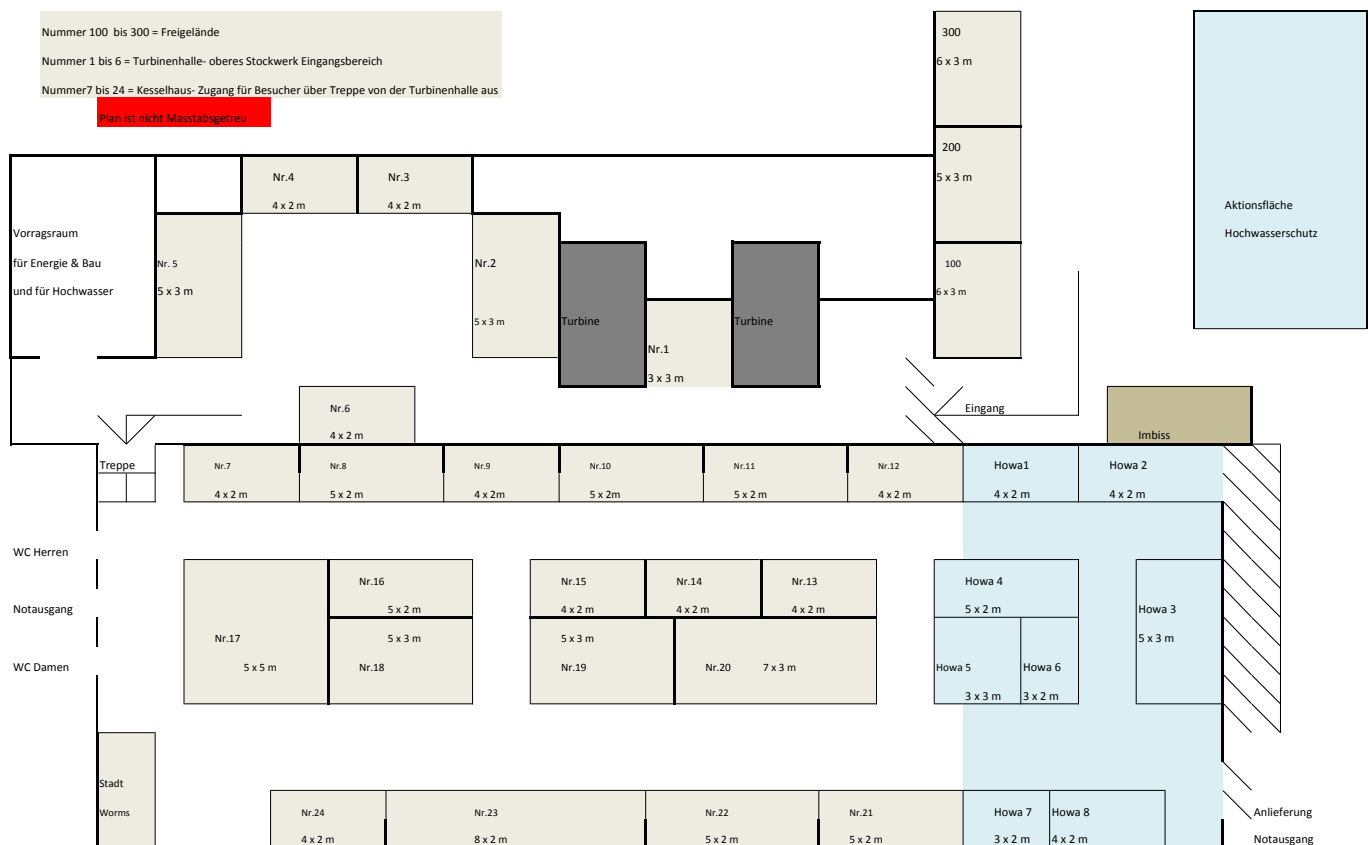 Nummer 100 bis 300 = Freigelände
Nummer 1 bis 6 = Turbinenhalle- oberes Stockwerk Eingangsbereich
Nummer7 bis 24 = Kesselhaus- Zugang für Besucher über Treppe von der Turbinenhalle aus
Plan ist nicht Masstabsgetreu
300
6 x 3 m
200
5 x 3 m
100
6 x 3 m
Aktionsfläche
Hochwasserschutz
Nr.4
4 x 2 m
Nr.3
4 x 2 m
Vorragsraum
für Energie & Bau
und für Hochwasser
Nr. 5
5 x 3 m
Nr.2
5 x 3 m
Turbine
Nr.1
3 x 3 m
Turbine
Nr.6
4 x 2 m
Eingang
Imbiss
Treppe
Nr.7
4 x 2 m
Nr.8
5 x 2 m
Nr.9
4 x 2m
Nr.10
5 x 2m
Nr.11
5 x 2 m
Nr.12
4 x 2 m
Howa1
4 x 2 m
Howa 2
4 x 2 m
WC Herren
Notausgang
WC Damen
Nr.17
5 x 5 m
Nr.16
5 x 2 m
5 x 3 m
Nr.18
Nr.15
4 x 2 m
Nr.14
4 x 2 m
Nr.13
4 x 2 m
5 x 3 m
Nr.19
Nr.20 7 x 3 m
Howa 4
5 x 2 m
Howa 5
3 x 3 m
Howa 6
3 x 2 m
Howa 3
5 x 3 m
Stadt
Worms
Nr.24
4 x 2 m
Nr.23
8 x 2 m
Nr.22
5 x 2 m
Nr.21
5 x 2 m
Howa 7
3 x 2 m
Howa 8
4 x 2 m
Anlieferung
Notausgang